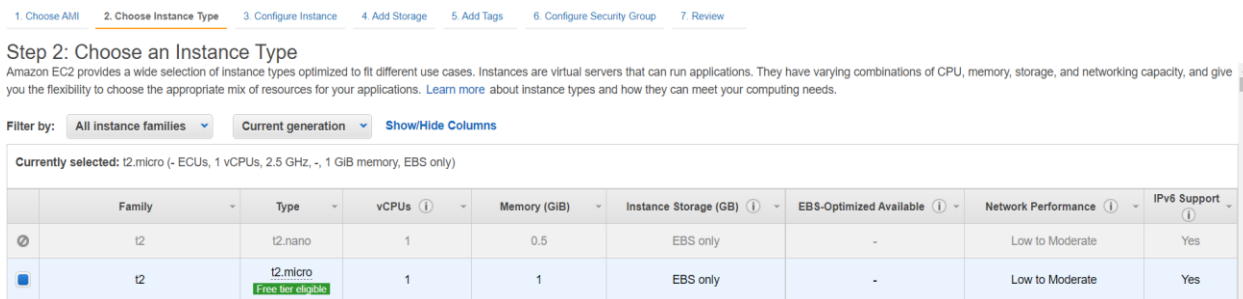 1. Choose AMI 2. Choose Instance Type 3. Configure Instance 4. Add Storage 5. Add Tags 6. Configure Security Group 7. Review
Step 2: Choose an Instance Type
Amazon EC2 provides a wide selection of instance types optimized to fit different use cases. Instances are virtual servers that can run applications. They have varying combinations of CPU, memory, storage, and networking capacity, and give
you the flexibility to choose the appropriate mix of resources for your applications. Learn more about instance types and how they can meet your computing needs.
Filter by: All instance families Current generation Show/Hide Columns
Currently selected: t2.micro (- ECUs, 1 vCPUs, 2.5 GHz, -, 1 GiB memory, EBS only)
Family Type vCPUs Memory (GiB) Instance Storage (GB) EBS-Optimized Available Network Performance IPv6 Support
t2 t2.nano 1 0.5 EBS only - Low to Moderate Yes
t2 t2.micro 1 1 EBS only - Low to Moderate Yes
Free tier eligible